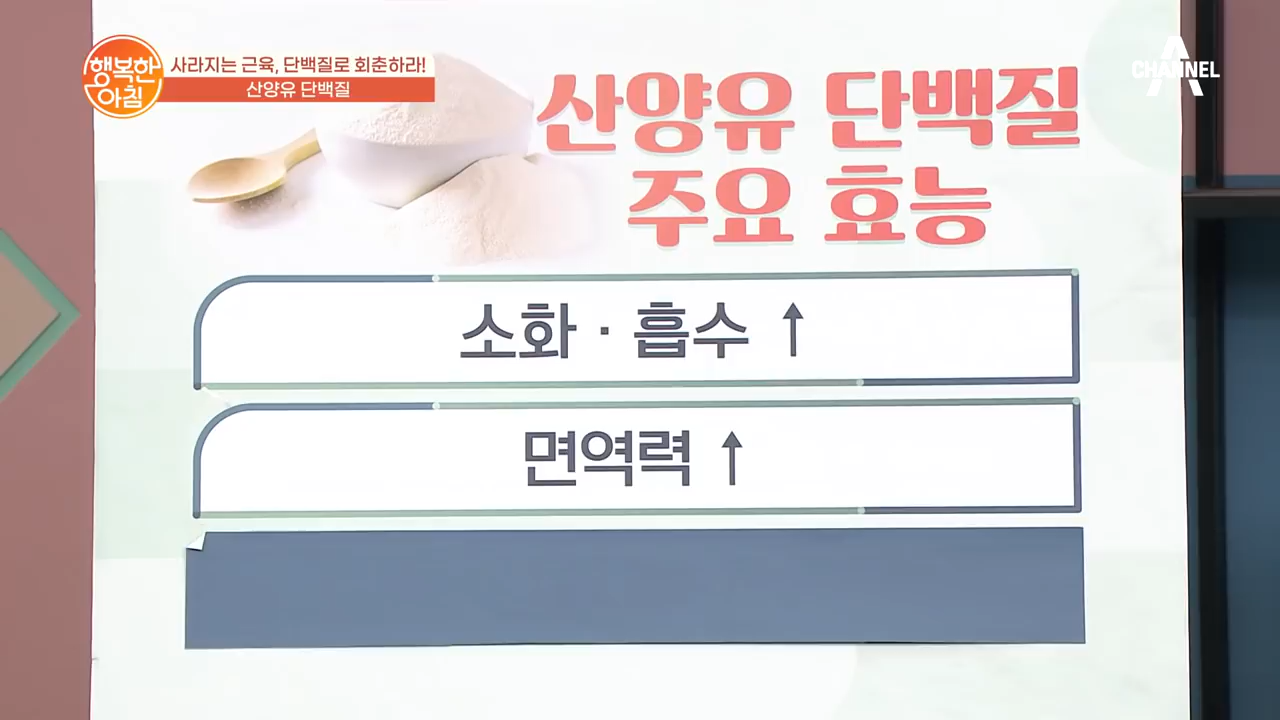 행복한
아침
사라지는 근육, 단백질로 회춘하라!
산양유 단백질
CHANNEL A
산양유 단백질
주요 효능
소화 · 흡수 ↑
면역력 ↑